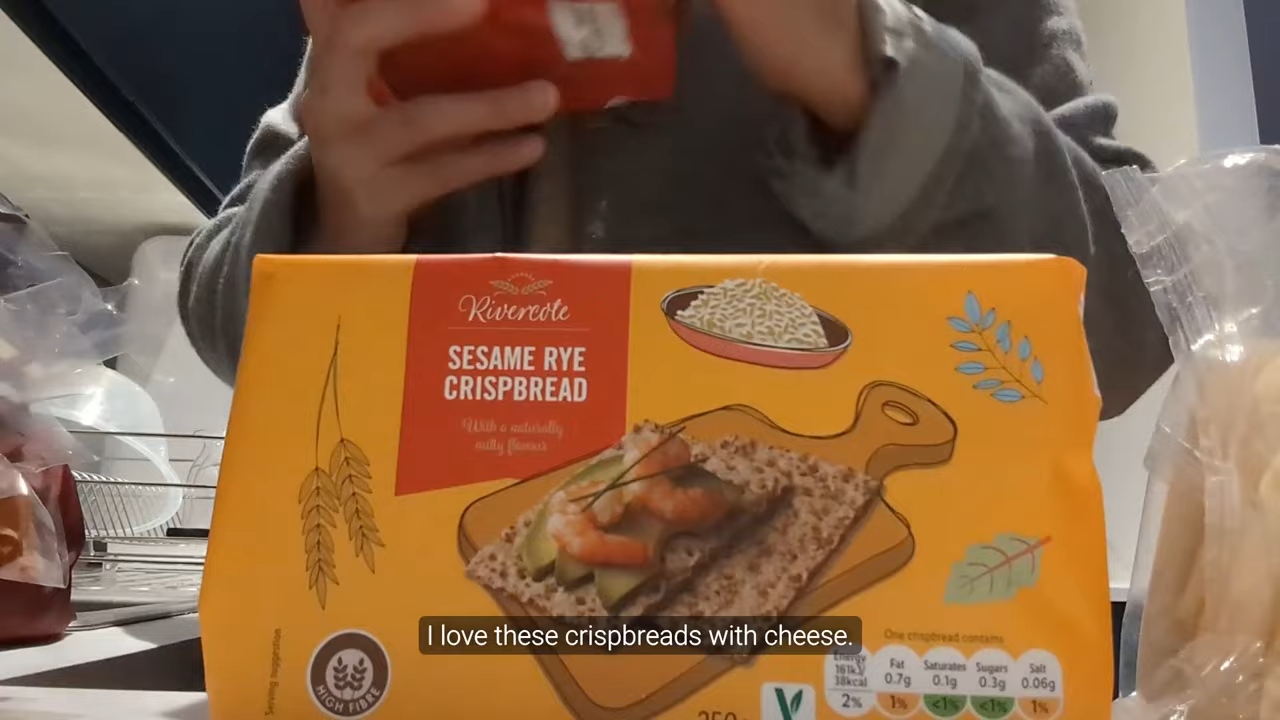 Rivercote
SESAME RYE
CRISPBREAD
With a naturally
nutty flavour
Serving suggestion
HIGH FIBRE
I love these crispbreads with cheese.
One crispbread contains
Energy
161kJ
38kcal
2%
Fat
0.7g
1%
Saturates
0.1g
<1%
Sugars
0.3g
<1%
Salt
0.06g
1%
V